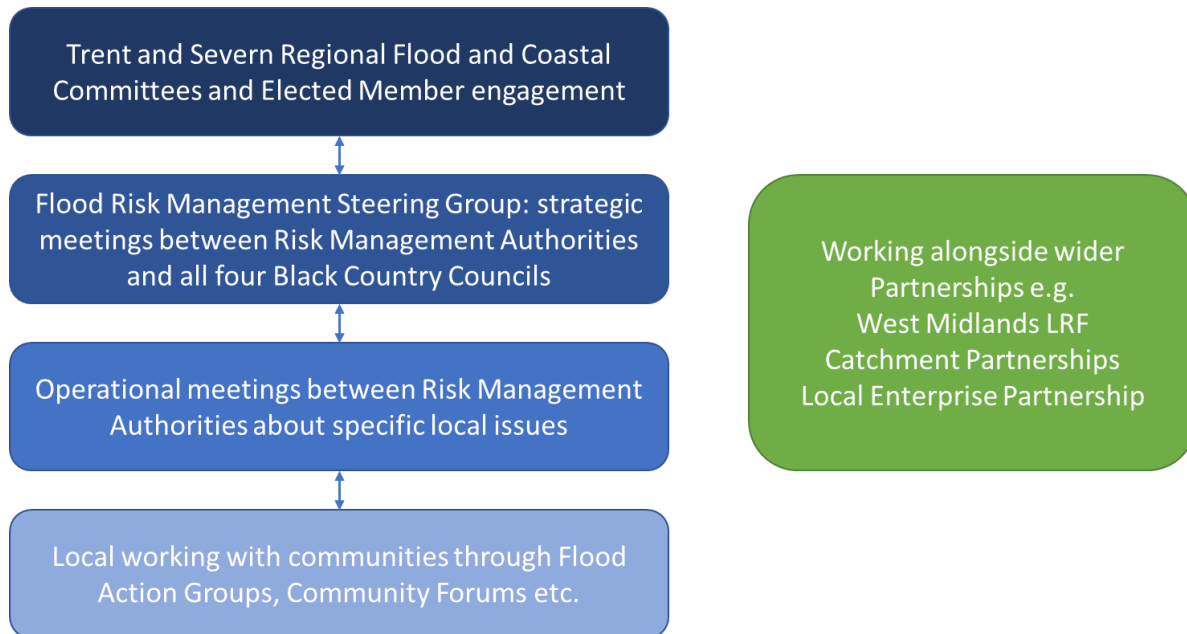 Trent and Severn Regional Flood and Coastal
Committees and Elected Member engagement
Flood Risk Management Steering Group: strategic
meetings between Risk Management Authorities
and all four Black Country Councils
Operational meetings between Risk Management
Authorities about specific local issues
Local working with communities through Flood
Action Groups, Community Forums etc.
Working alongside wider
Partnerships e.g.
West Midlands LRF
Catchment Partnerships
Local Enterprise Partnership